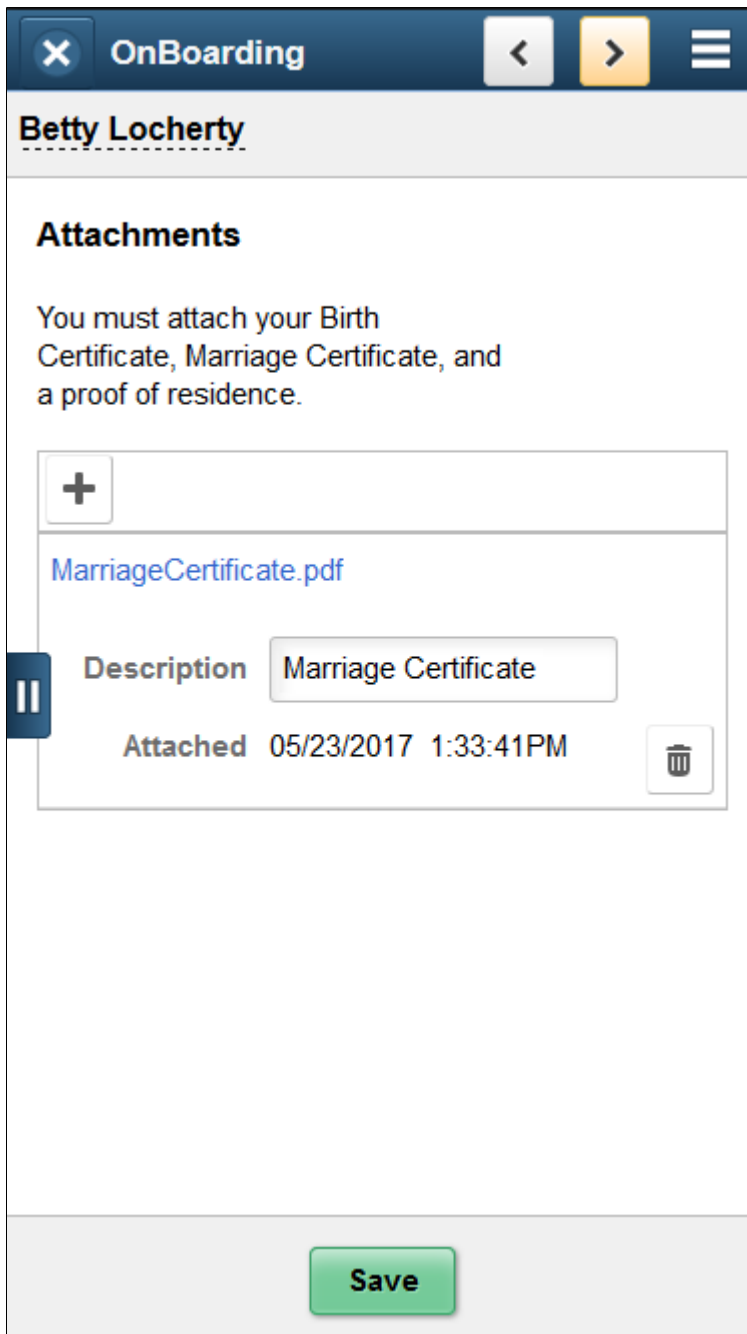 OnBoarding
Betty Locherty
Attachments
You must attach your Birth
Certificate, Marriage Certificate, and
a proof of residence.
MarriageCertificate.pdf
Description Marriage Certificate
Attached 05/23/2017 1:33:41PM
Save